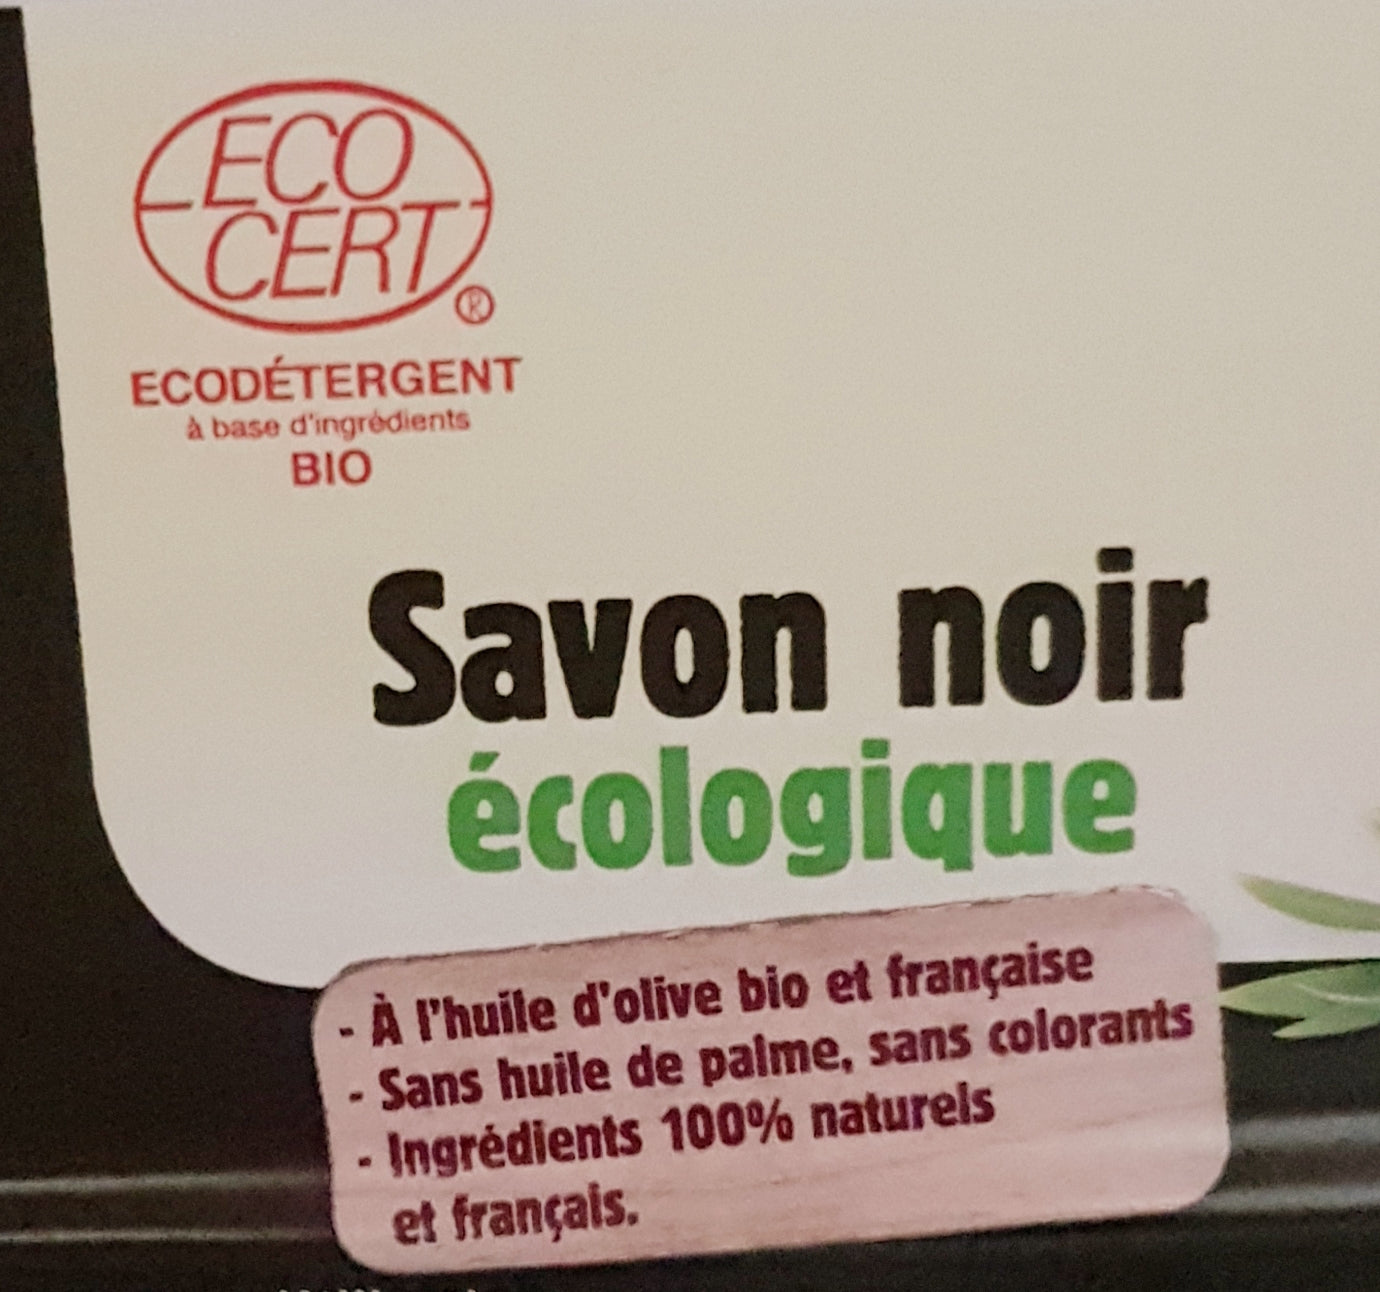 ECO
CERT®
ECODÉTERGENT
à base d'ingrédients
BIO
Savon noir
écologique
- À l'huile d'olive bio et française
- Sans huile de palme, sans colorants
- Ingrédients 100% naturels
et français.